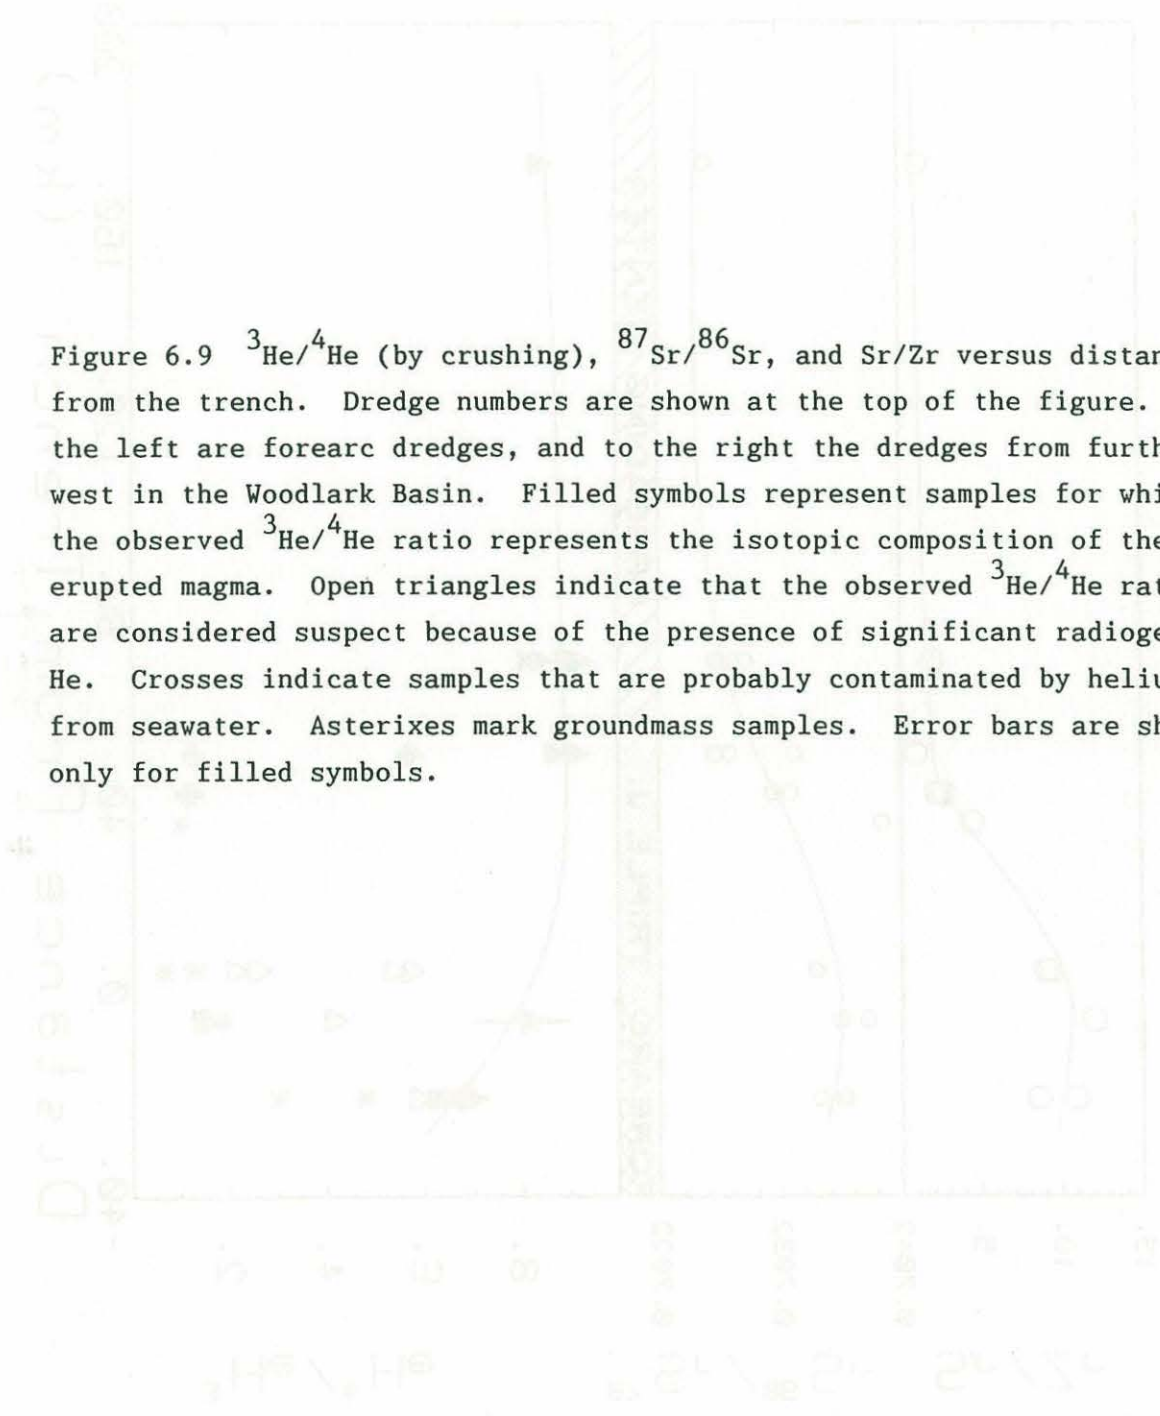 Figure 6.9 ³He/⁴He (by crushing), ⁸⁷Sr/⁸⁶Sr, and Sr/Zr versus distan
from the trench. Dredge numbers are shown at the top of the figure.
the left are forearc dredges, and to the right the dredges from furth
west in the Woodlark Basin. Filled symbols represent samples for whi
the observed ³He/⁴He ratio represents the isotopic composition of the
erupted magma. Open triangles indicate that the observed ³He/⁴He rat
are considered suspect because of the presence of significant radioge
He. Crosses indicate samples that are probably contaminated by heliu
from seawater. Asterixes mark groundmass samples. Error bars are sh
only for filled symbols.